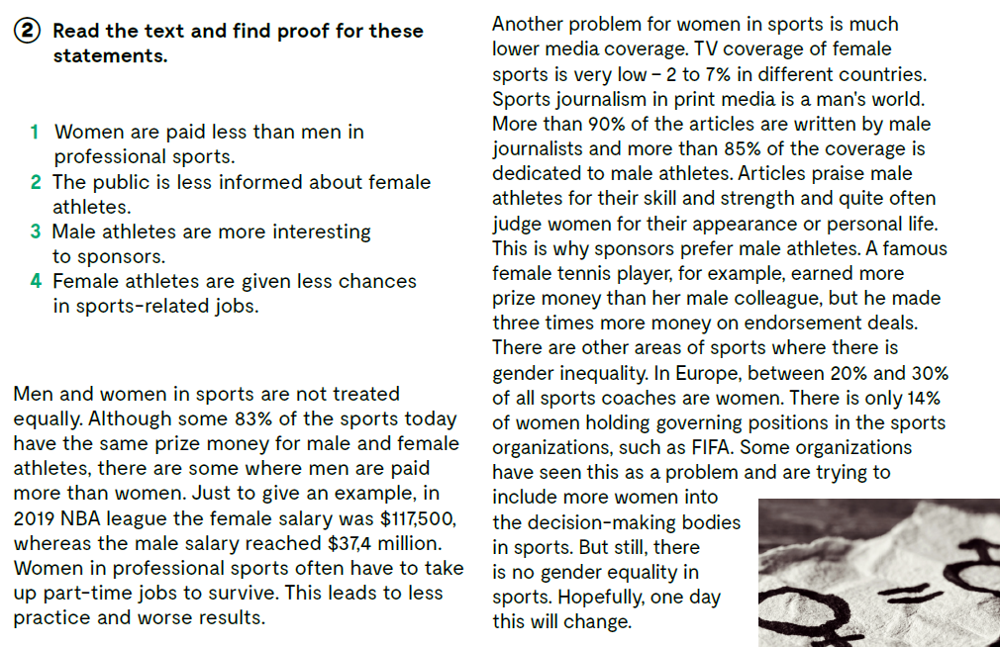 2 Read the text and find proof for these
statements.
1 Women are paid less than men in
professional sports.
2 The public is less informed about female
athletes.
3 Male athletes are more interesting
to sponsors.
4 Female athletes are given less chances
in sports-related jobs.
Men and women in sports are not treated
equally. Although some 83% of the sports today
have the same prize money for male and female
athletes, there are some where men are paid
more than women. Just to give an example, in
2019 NBA league the female salary was $117,500,
whereas the male salary reached $37,4 million.
Women in professional sports often have to take
up part-time jobs to survive. This leads to less
practice and worse results.
Another problem for women in sports is much
lower media coverage. TV coverage of female
sports is very low – 2 to 7% in different countries.
Sports journalism in print media is a man's world.
More than 90% of the articles are written by male
journalists and more than 85% of the coverage is
dedicated to male athletes. Articles praise male
athletes for their skill and strength and quite often
judge women for their appearance or personal life.
This is why sponsors prefer male athletes. A famous
female tennis player, for example, earned more
prize money than her male colleague, but he made
three times more money on endorsement deals.
There are other areas of sports where there is
gender inequality. In Europe, between 20% and 30%
of all sports coaches are women. There is only 14%
of women holding governing positions in the sports
organizations, such as FIFA. Some organizations
have seen this as a problem and are trying to
include more women into
the decision-making bodies
in sports. But still, there
is no gender equality in
sports. Hopefully, one day
this will change.